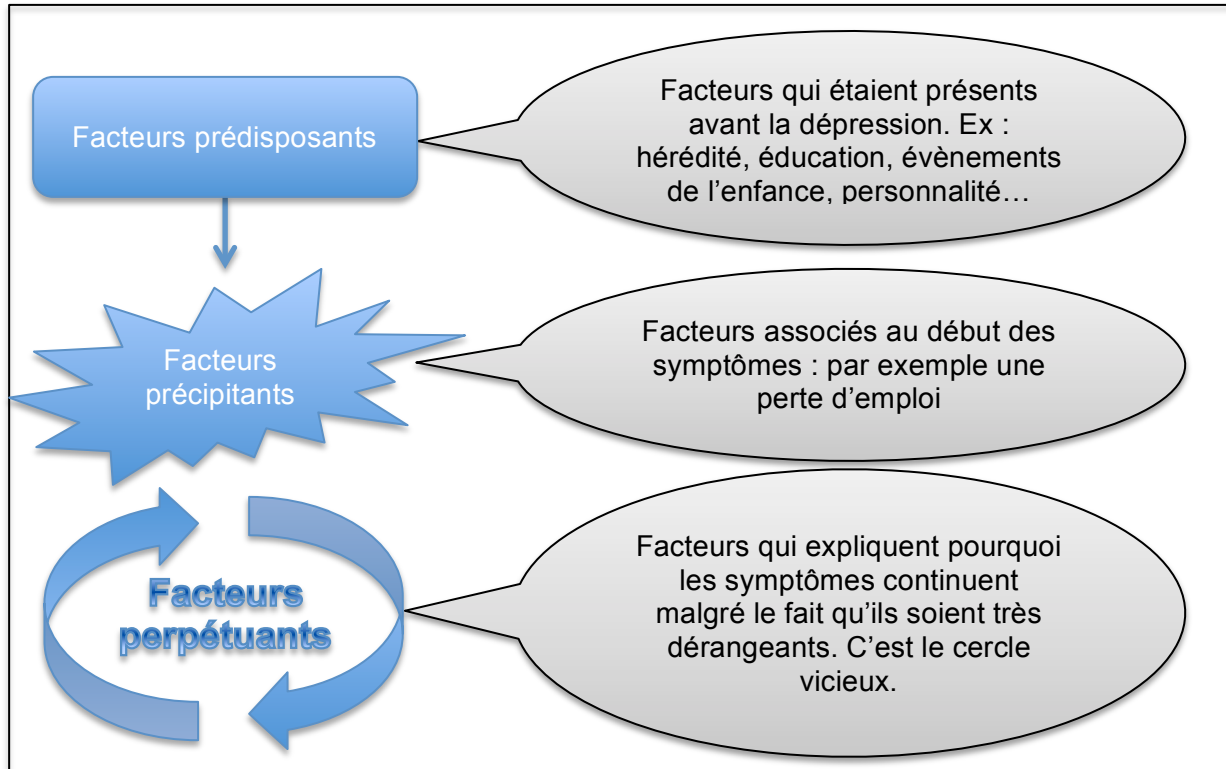 Facteurs prédisposants
Facteurs qui étaient présents
avant la dépression. Ex :
hérédité, éducation, évènements
de l’enfance, personnalité…
Facteurs
précipitants
Facteurs associés au début des
symptômes : par exemple une
perte d’emploi
Facteurs
perpétuants
Facteurs qui expliquent pourquoi
les symptômes continuent
malgré le fait qu’ils soient très
dérangeants. C’est le cercle
vicieux.